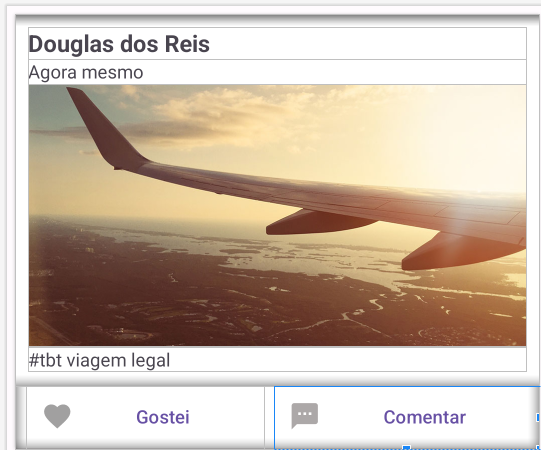 Douglas dos Reis
Agora mesmo
#tbt viagem legal
Gostei
Comentar